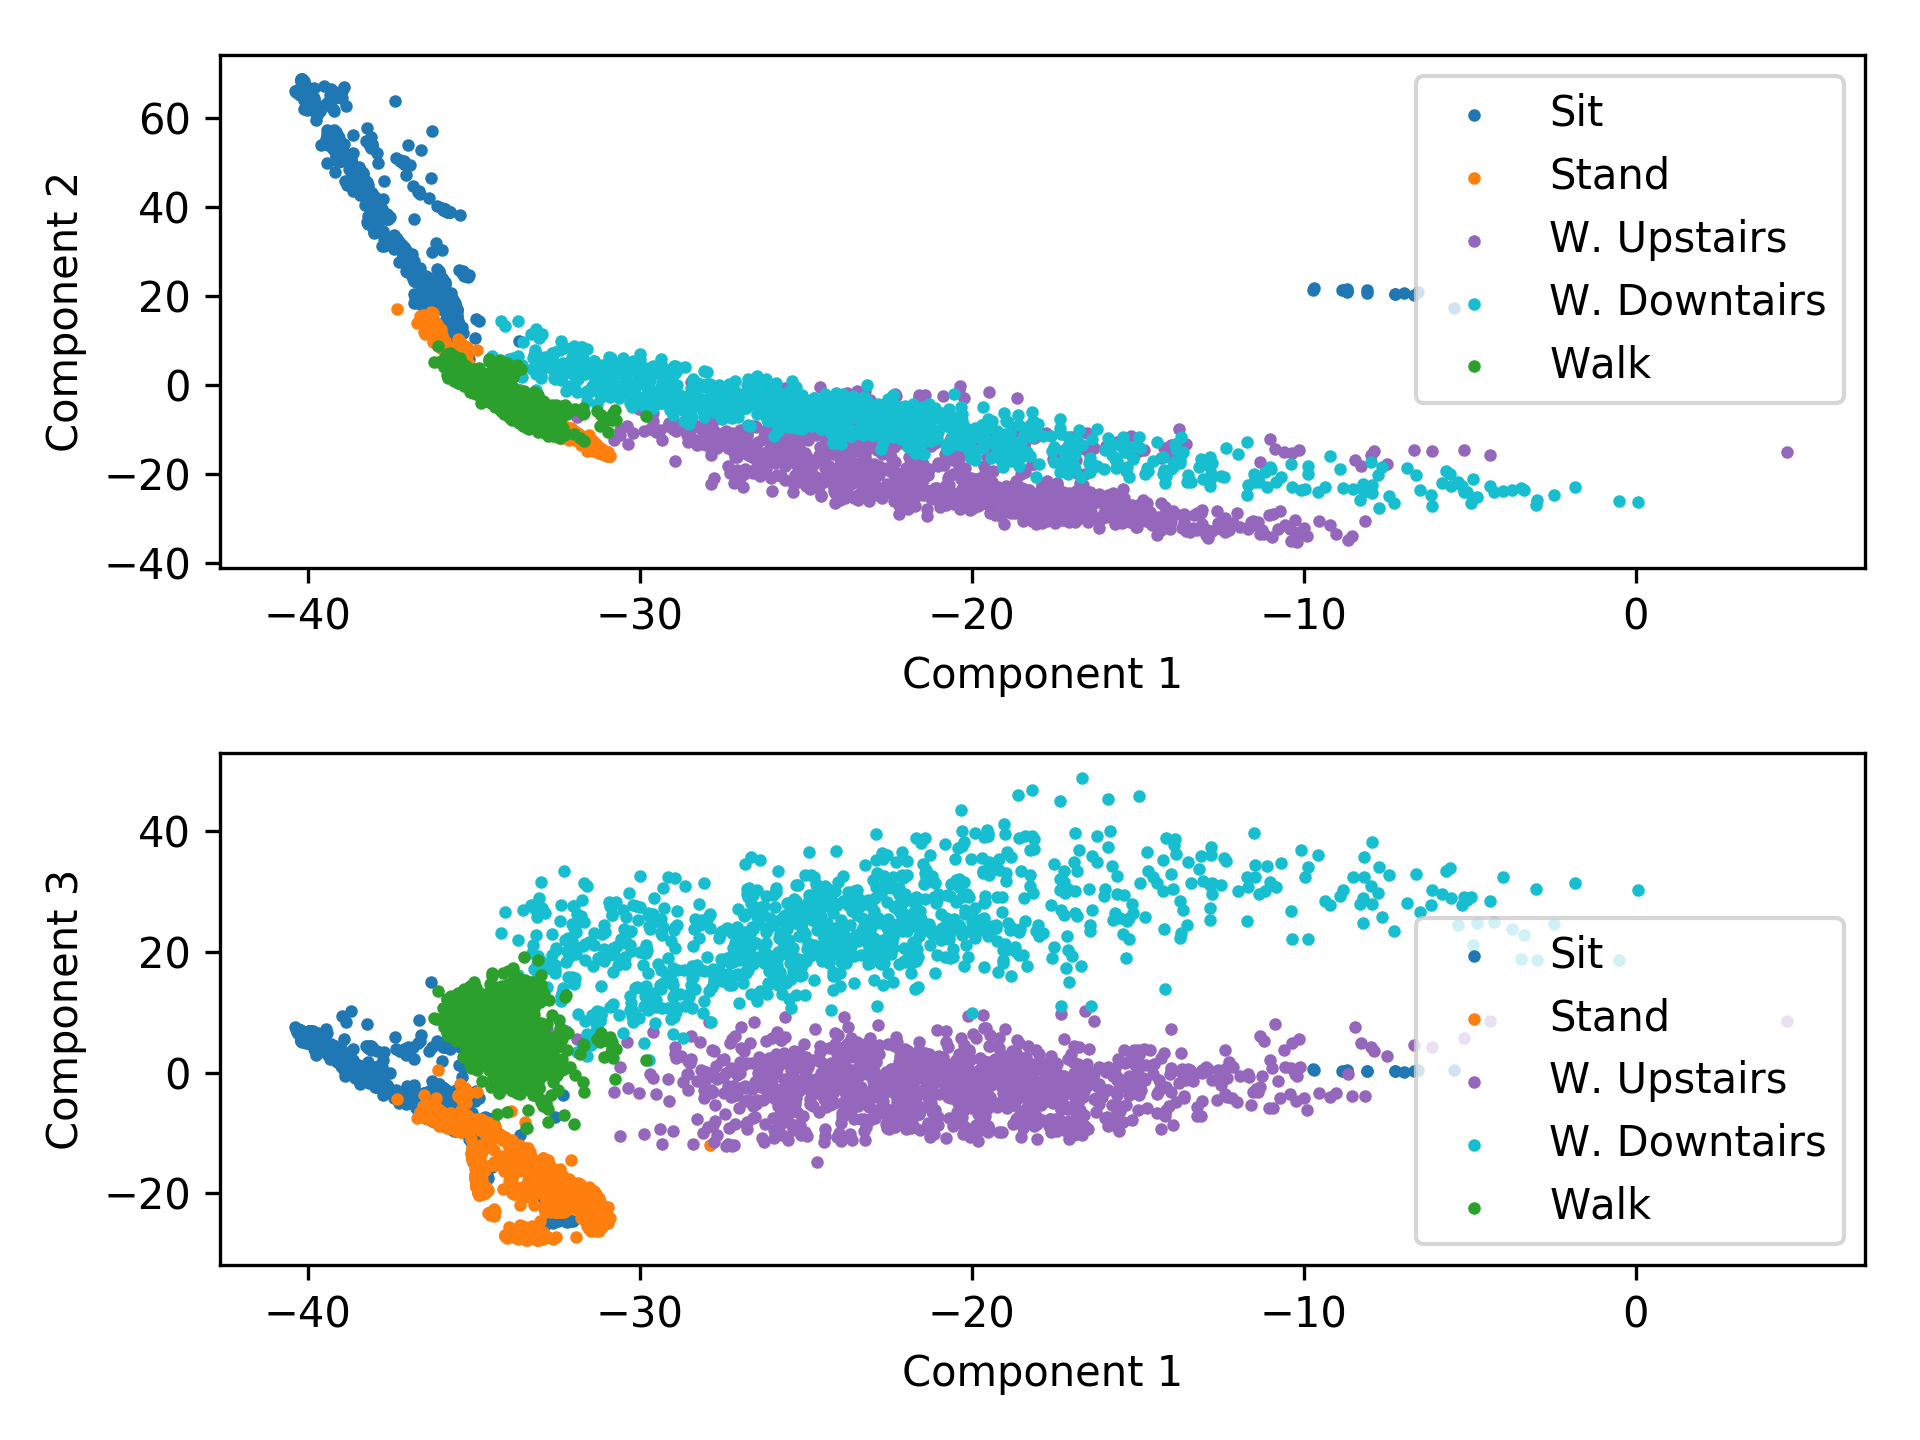 60
40
20
0
−20
−40
Component 2
Sit
Stand
W. Upstairs
W. Downtairs
Walk
−40 −30 −20 −10 0
Component 1
40
20
0
−20
Component 3
Sit
Stand
W. Upstairs
W. Downtairs
Walk
−40 −30 −20 −10 0
Component 1